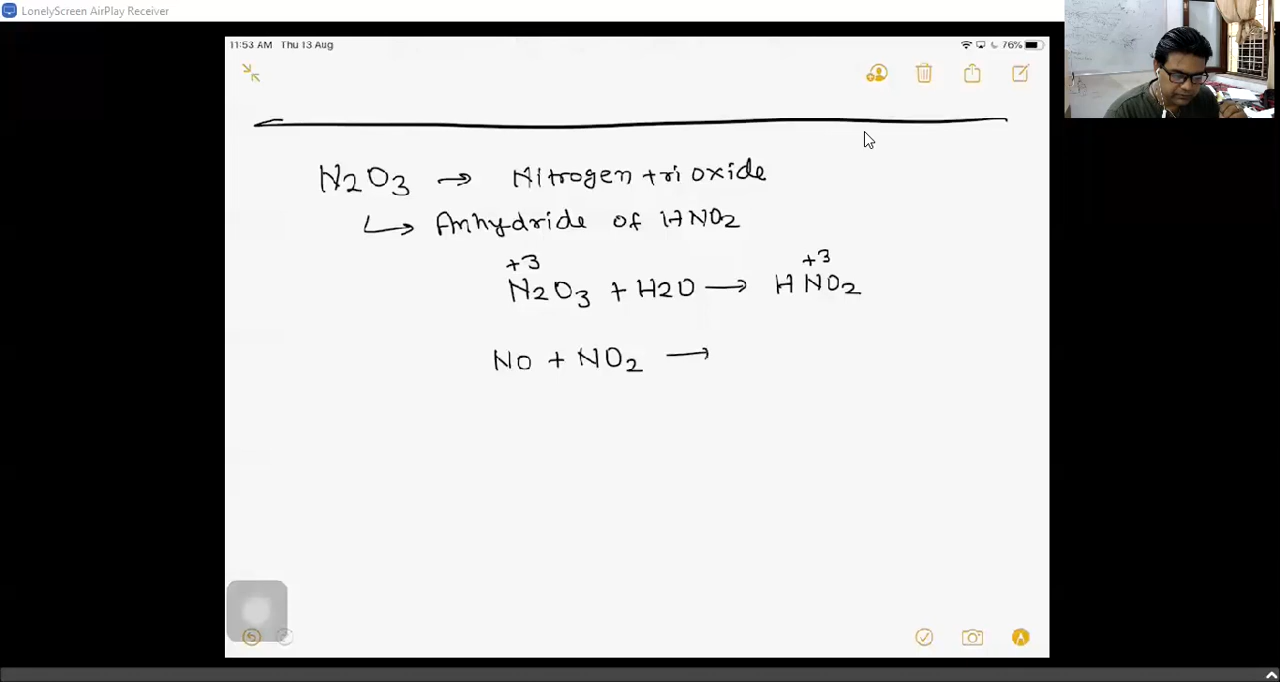 LonelyScreen AirPlay Receiver
11:53 AM Thu 13 Aug
76%
N2O3 → Nitrogen trioxide
↳ Anhydride of HNO2
+3 +3
N2O3 + H2O → HNO2
NO + NO2 →